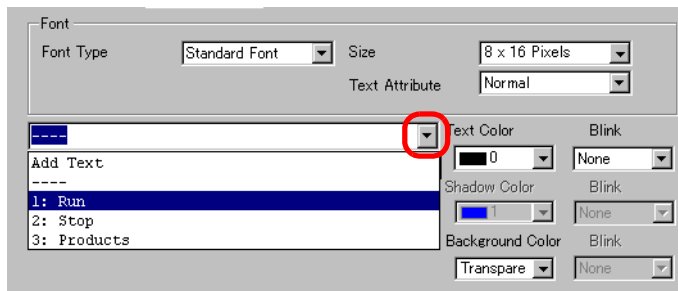 Font
Font Type Standard Font Size 8 x 16 Pixels
Text Attribute Normal
---- Text Color Blink
Add Text 0 None
---- Shadow Color Blink
1: Run 1 None
2: Stop
3: Products Background Color Blink
Transpare None